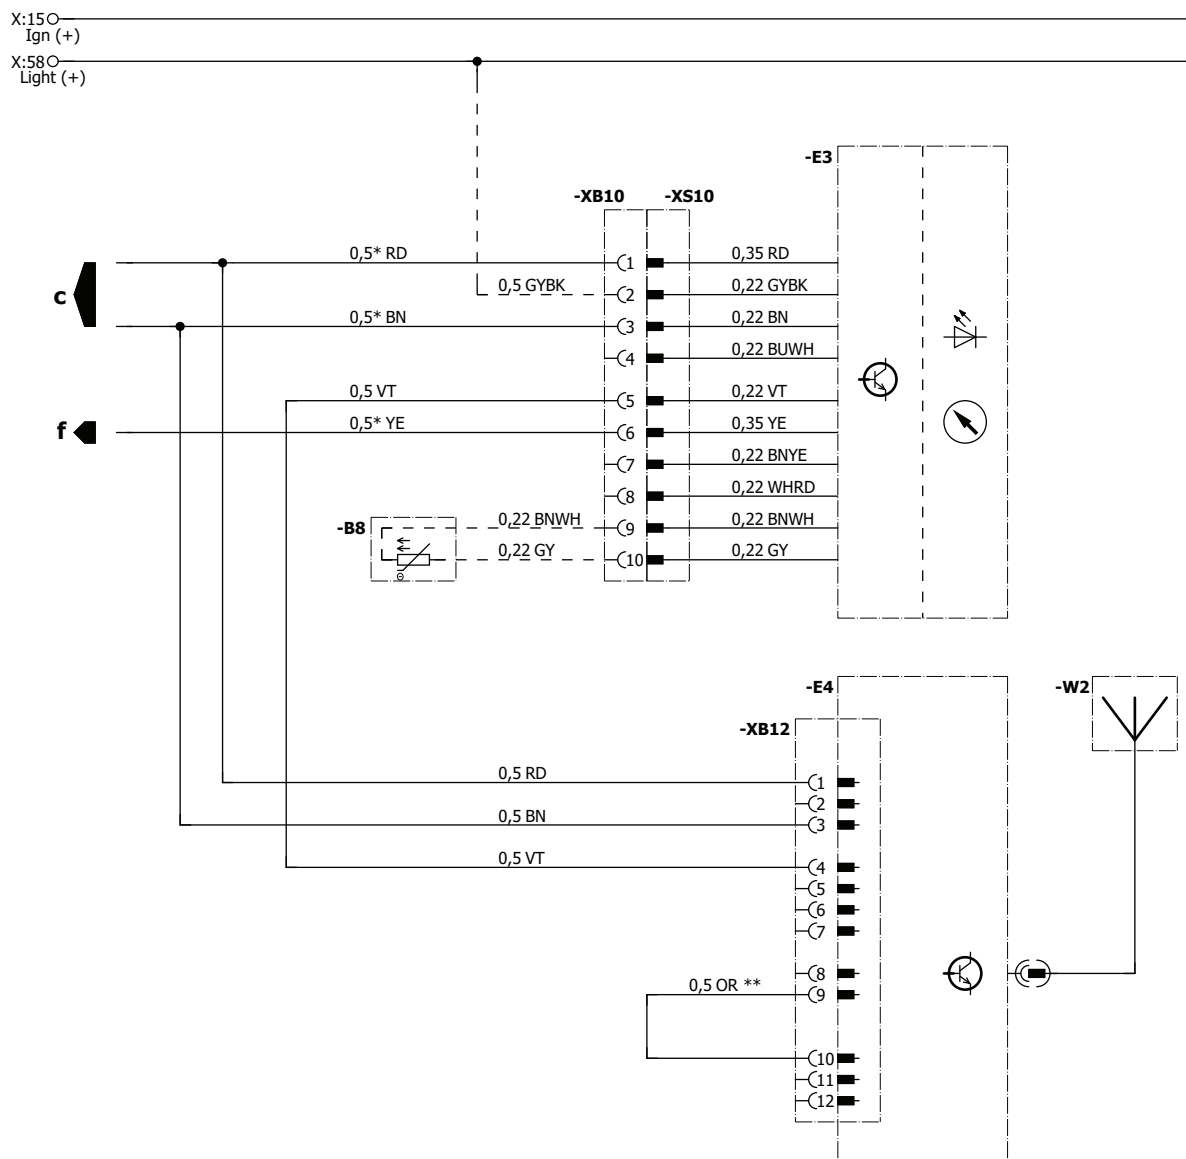 X:15
Ign (+)
X:58
Light (+)
-E3
-XB10 -XS10
0,5* RD 1 0,35 RD
0,5 GYBK 2 0,22 GYBK
c
0,5* BN 3 0,22 BN
4 0,22 BUWH
0,5 VT 5 0,22 VT
f 0,5* YE 6 0,35 YE
7 0,22 BNYE
8 0,22 WHRD
-B8 0,22 BNWH 9 0,22 BNWH
0,22 GY 10 0,22 GY
-E4 -W2
-XB12
0,5 RD 1
2
0,5 BN 3
0,5 VT 4
5
6
7
8
0,5 OR ** 9
10
11
12